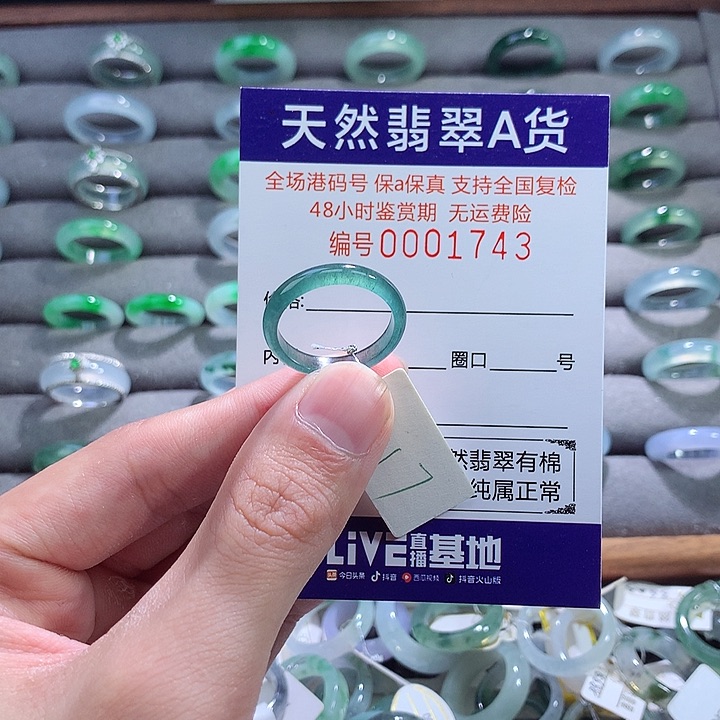 天然翡翠A货
全场港码号 保a保真 支持全国复检
48小时鉴赏期 无运费险
编号0001743
价格:
内 圈口 号
然翡翠有棉
纯属正常
17
LiVE直播基地
今日头条 抖音 西瓜视频 抖音火山版